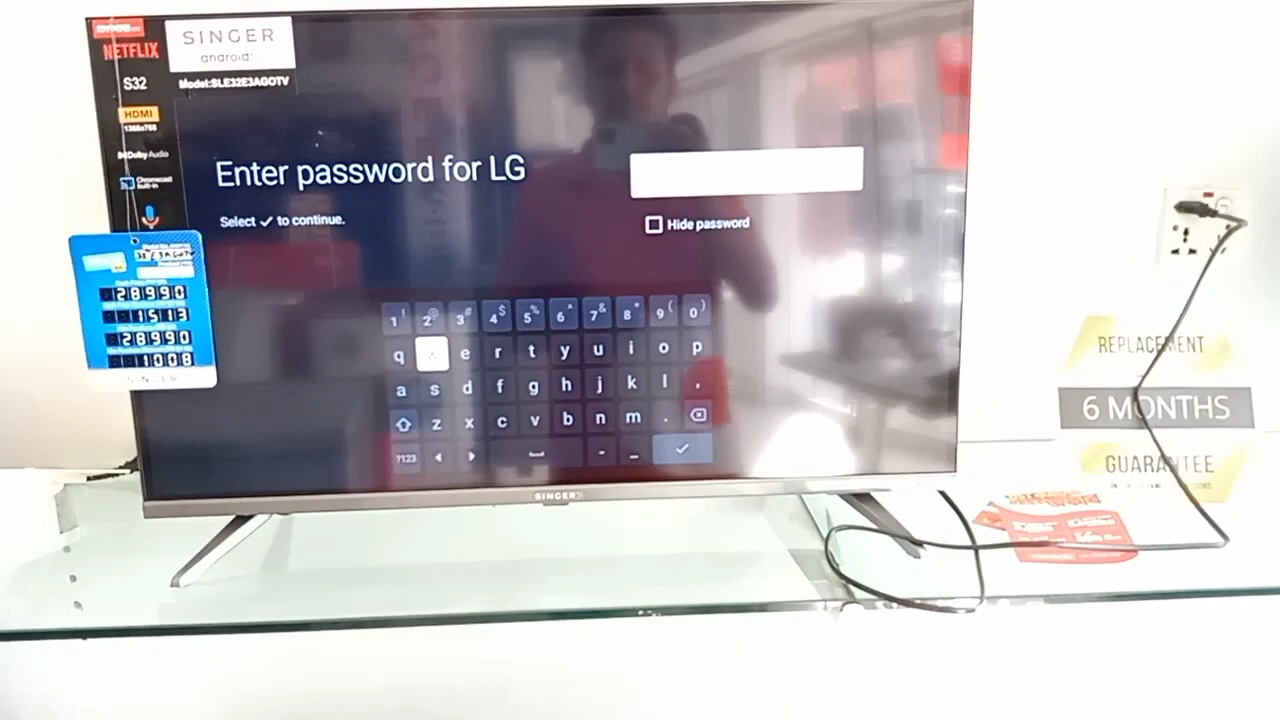 NETFLIX
SINGER
android
S32
Model:SLE32E3AGOTV
HDMI
1366x768
Dolby Audio
Chromecast
built-in
Enter password for LG
Select ✓ to continue.
Hide password
1 ! 2 @ 3 # 4 $ 5 % 6 ^ 7 & 8 * 9 ( 0 )
q e r t y u i o p
a s d f g h j k l ,
z x c v b n m .
?123 - _
28990
1513
28990
1008
SINGER
SINGER
REPLACEMENT
6 MONTHS
GUARANTEE